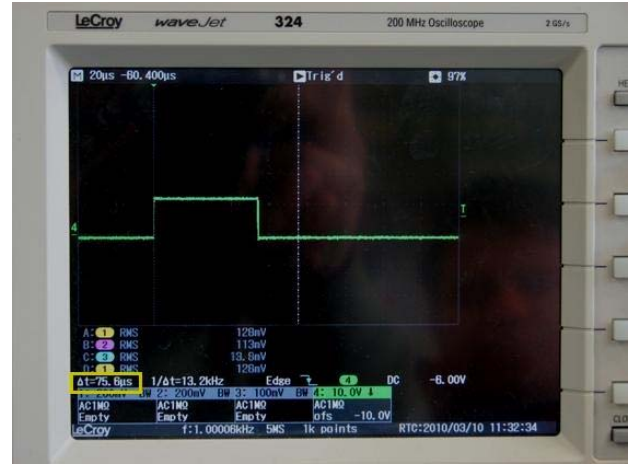 LeCroy waveJet 324 200 MHz Oscilloscope 2 GS/s
M 20µs -60.400µs Trig'd 97%
T
4
A: 1 RMS 128mV
B: 2 RMS 113mV
C: 3 RMS 13.8mV
D: 1 RMS 128mV
Δt=75.6µs 1/Δt=13.2kHz Edge 4 DC -6.00V
BW 2: 200mV BW 3: 100mV BW 4: 10.0V
AC1MΩ AC1MΩ AC1MΩ AC1MΩ
Empty Empty Empty ofs -10.0V
LeCroy f:1.00006kHz 5MS 1k points RTC:2010/03/10 11:32:34